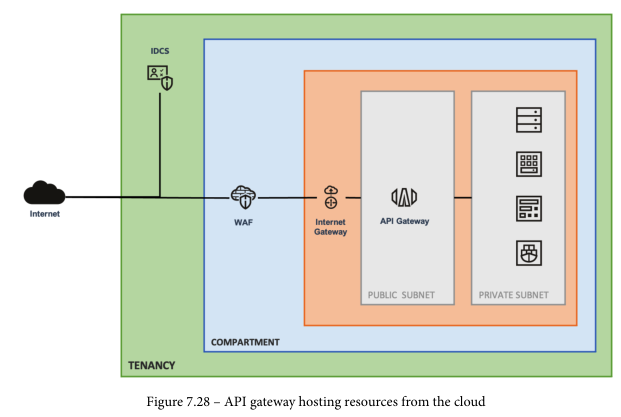 IDCS
Internet
WAF
Internet
Gateway
API Gateway
PUBLIC SUBNET
PRIVATE SUBNET
COMPARTMENT
TENANCY
Figure 7.28 – API gateway hosting resources from the cloud